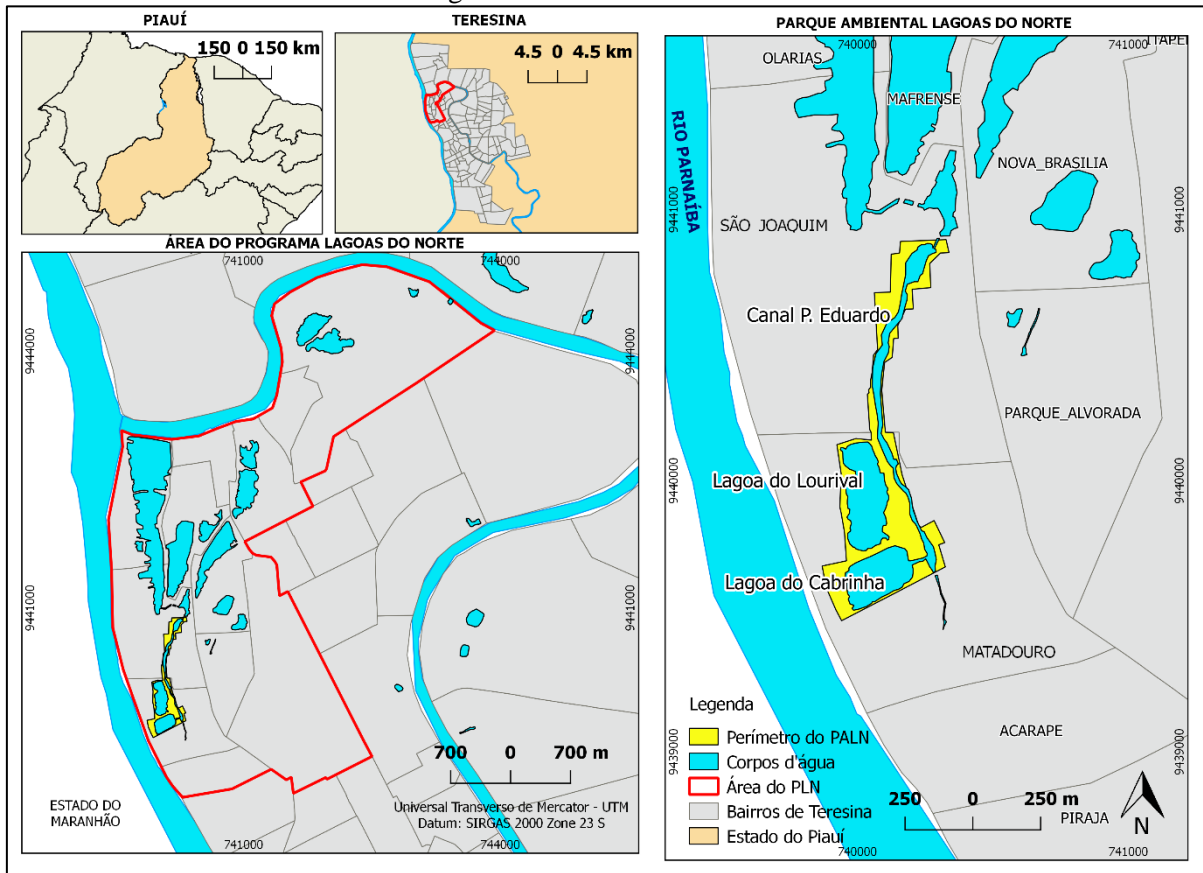 PIAUÍ
150 0 150 km
TERESINA
4.5 0 4.5 km
ÁREA DO PROGRAMA LAGOAS DO NORTE
741000
744000
9444000
9444000
9441000
9441000
700 0 700 m
Universal Transverso de Mercator - UTM
Datum: SIRGAS 2000 Zone 23 S
ESTADO DO
MARANHÃO
741000
744000
PARQUE AMBIENTAL LAGOAS DO NORTE
740000
741000
OLARIAS
MAFRENSE
RIO PARNAÍBA
NOVA_BRASILIA
9441000
9441000
SÃO JOAQUIM
Canal P. Eduardo
PARQUE_ALVORADA
Lagoa do Lourival
9440000
9440000
Lagoa do Cabrinha
MATADOURO
Legenda
Perímetro do PALN
Corpos d'água
Área do PLN
Bairros de Teresina
Estado do Piauí
ACARAPE
9439000
9439000
250 0 250 m
PIRAJA
N
740000
741000